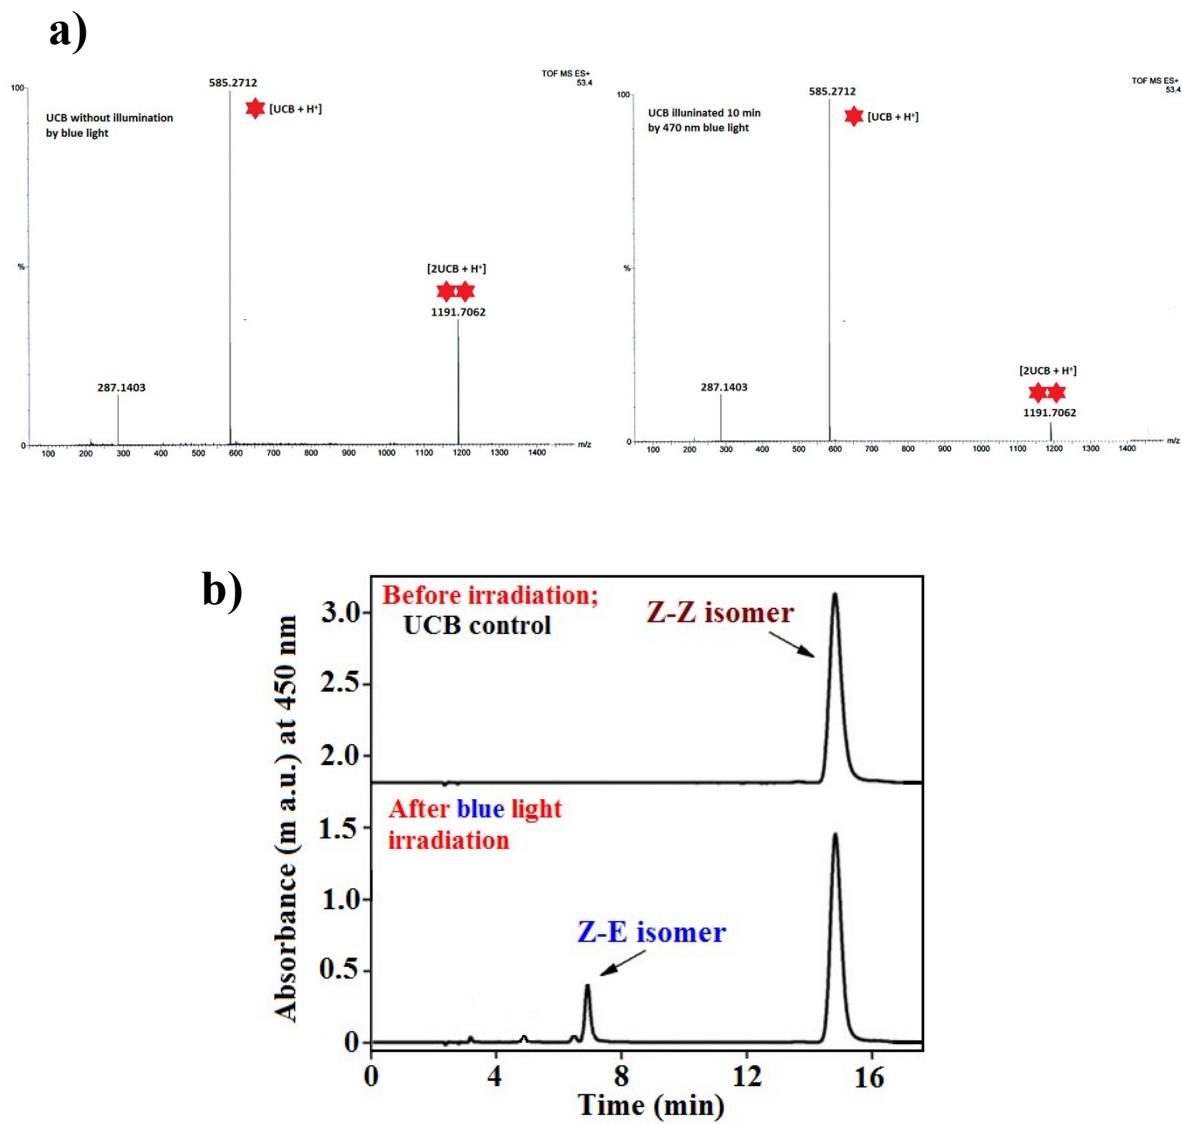 a)
TOF MS ES+
53.4
100
585.2712
[UCB + H⁺]
UCB without illumination
by blue light
[2UCB + H⁺]
1191.7062
%
287.1403
0
100 200 300 400 500 600 700 800 900 1000 1100 1200 1300 1400
m/z
TOF MS ES+
53.4
100
585.2712
[UCB + H⁺]
UCB illuninated 10 min
by 470 nm blue light
%
[2UCB + H⁺]
1191.7062
287.1403
0
100 200 300 400 500 600 700 800 900 1000 1100 1200 1300 1400
m/z
b)
Absorbance (m a.u.) at 450 nm
Before irradiation;
UCB control
Z-Z isomer
3.0
2.5
2.0
After blue light
irradiation
1.5
1.0
Z-E isomer
0.5
0
0 4 8 12 16
Time (min)